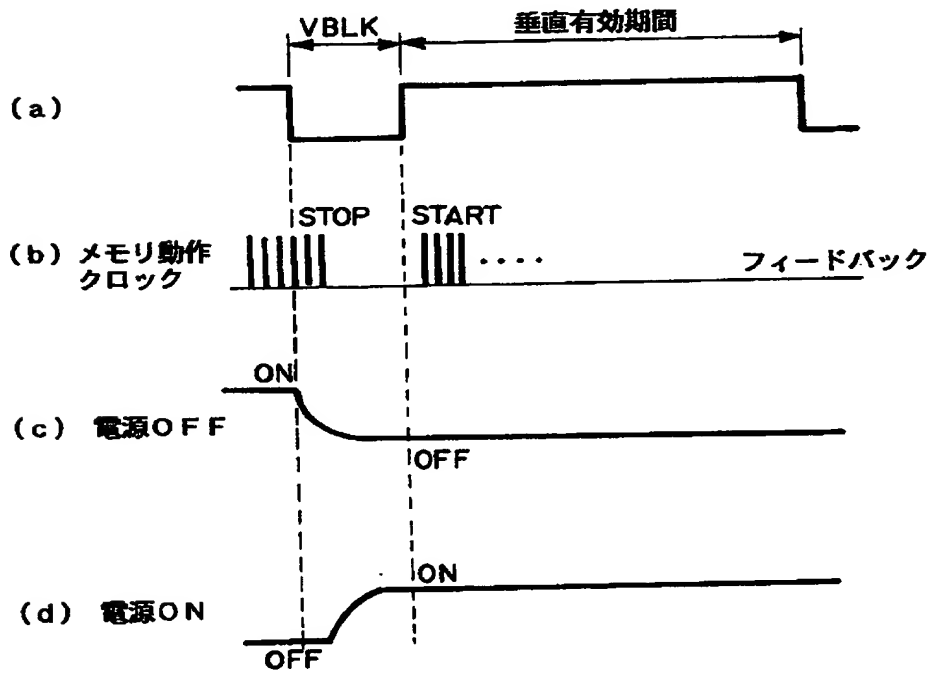 VBLK 垂直有効期間
(a)
STOP START
(b) メモリ動作
クロック
フィードバック
ON
(c) 電源OFF
OFF
ON
(d) 電源ON
OFF